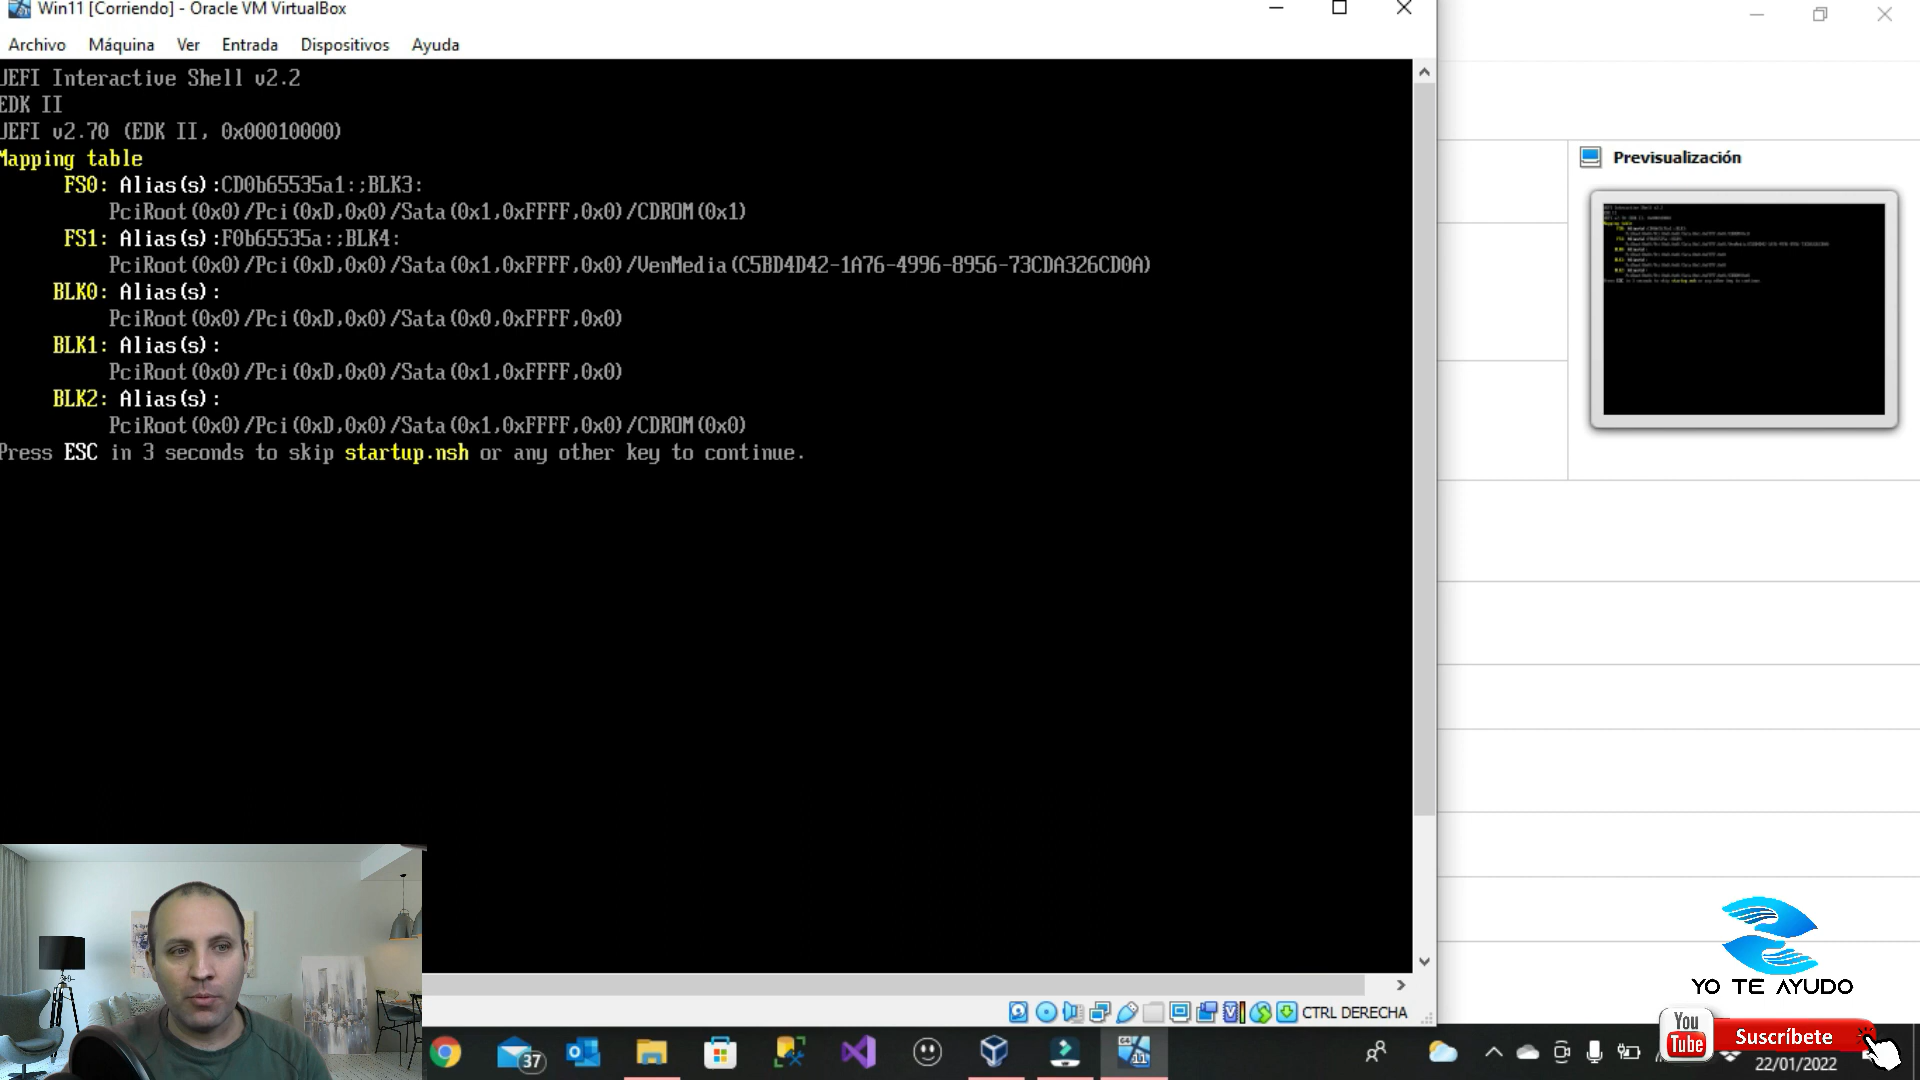 Win11 [Corriendo] - Oracle VM VirtualBox
Archivo Máquina Ver Entrada Dispositivos Ayuda
UEFI Interactive Shell v2.2
EDK II
UEFI v2.70 (EDK II, 0x00010000)
Mapping table
FS0: Alias(s):CD0b65535a1:;BLK3:
PciRoot(0x0)/Pci(0xD,0x0)/Sata(0x1,0xFFFF,0x0)/CDROM(0x1)
FS1: Alias(s):F0b65535a:;BLK4:
PciRoot(0x0)/Pci(0xD,0x0)/Sata(0x1,0xFFFF,0x0)/VenMedia(C5BD4D42-1A76-4996-8956-73CDA326CD0A)
BLK0: Alias(s):
PciRoot(0x0)/Pci(0xD,0x0)/Sata(0x0,0xFFFF,0x0)
BLK1: Alias(s):
PciRoot(0x0)/Pci(0xD,0x0)/Sata(0x1,0xFFFF,0x0)
BLK2: Alias(s):
PciRoot(0x0)/Pci(0xD,0x0)/Sata(0x1,0xFFFF,0x0)/CDROM(0x0)
Press ESC in 3 seconds to skip startup.nsh or any other key to continue.
Previsualización
CTRL DERECHA
YO TE AYUDO
You Tube
Suscríbete
37
64
11
22/01/2022